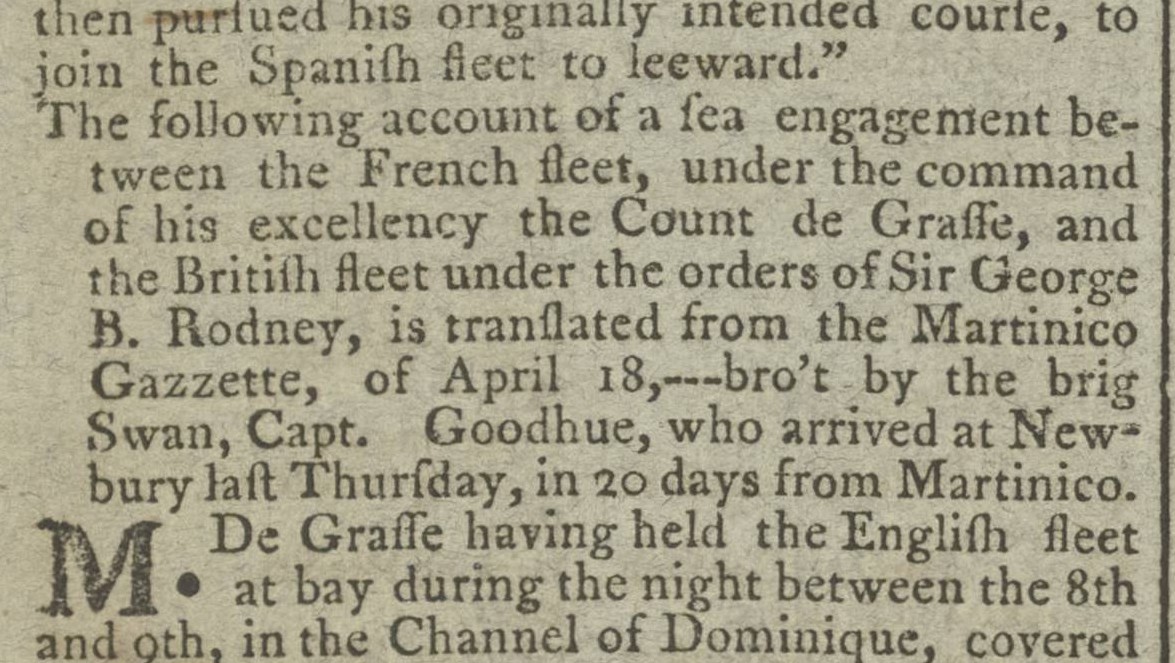 then purſued his originally intended courſe, to
join the Spaniſh fleet to leeward.”
The following account of a ſea engagement be-
tween the French fleet, under the command
of his excellency the Count de Graſſe, and
the Britiſh fleet under the orders of Sir George
B. Rodney, is tranſlated from the Martinico
Gazzette, of April 18,---bro't by the brig
Swan, Capt. Goodhue, who arrived at New-
bury laſt Thurſday, in 20 days from Martinico.
M. De Graſſe having held the Engliſh fleet
at bay during the night between the 8th
and 9th, in the Channel of Dominique, covered